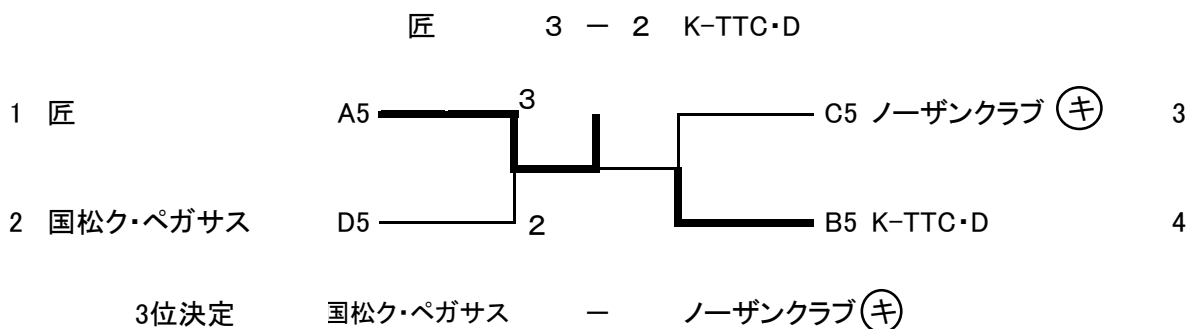 匠 3 － 2 K-TTC・D
3
1 匠 A5 C5 ノーザンクラブ キ 3
2 国松ク・ペガサス D5 2 B5 K-TTC・D 4
3位決定 国松ク・ペガサス － ノーザンクラブ キ